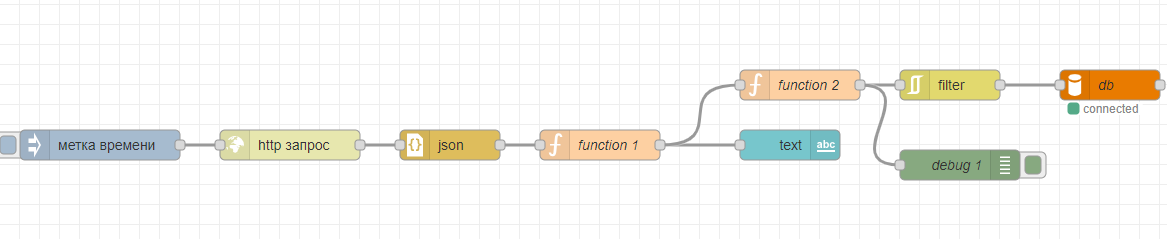 function 2
filter
db
connected
метка времени
http запрос
{}
json
function 1
text
abc
debug 1